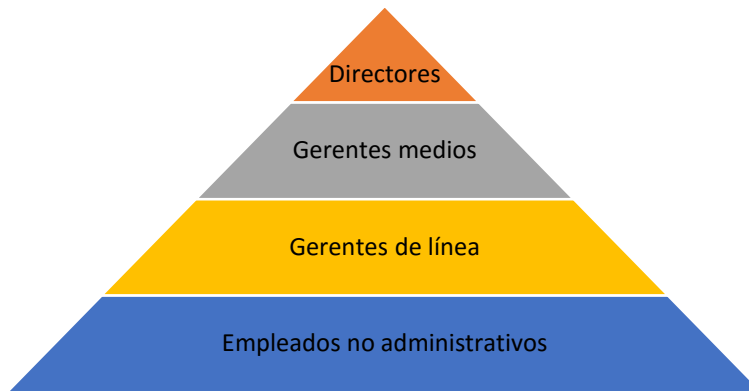 Directores
Gerentes medios
Gerentes de línea
Empleados no administrativos